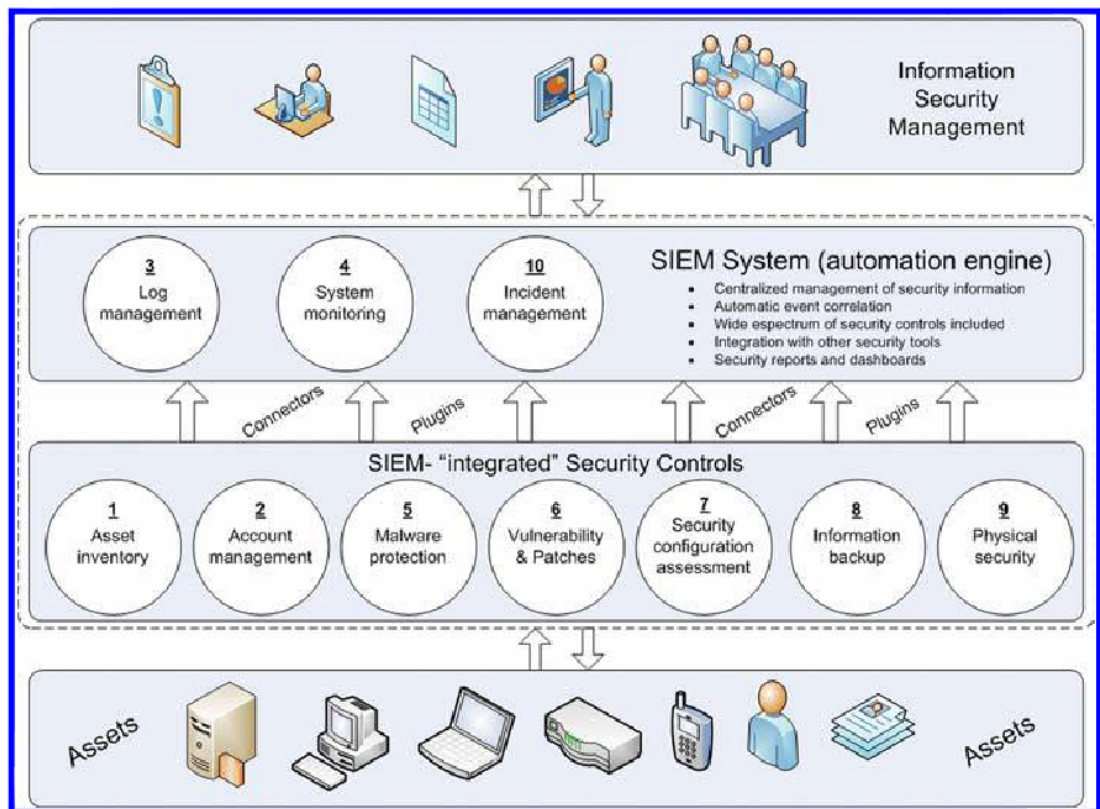 Information
Security
Management
3
Log
management
4
System
monitoring
10
Incident
management
SIEM System (automation engine)
• Centralized management of security information
• Automatic event correlation
• Wide espectrum of security controls included
• Integration with other security tools
• Security reports and dashboards
Connectors
Plugins
Connectors
Plugins
SIEM- “integrated” Security Controls
1
Asset
inventory
2
Account
management
5
Malware
protection
6
Vulnerability
& Patches
7
Security
configuration
assessment
8
Information
backup
9
Physical
security
Assets
Assets